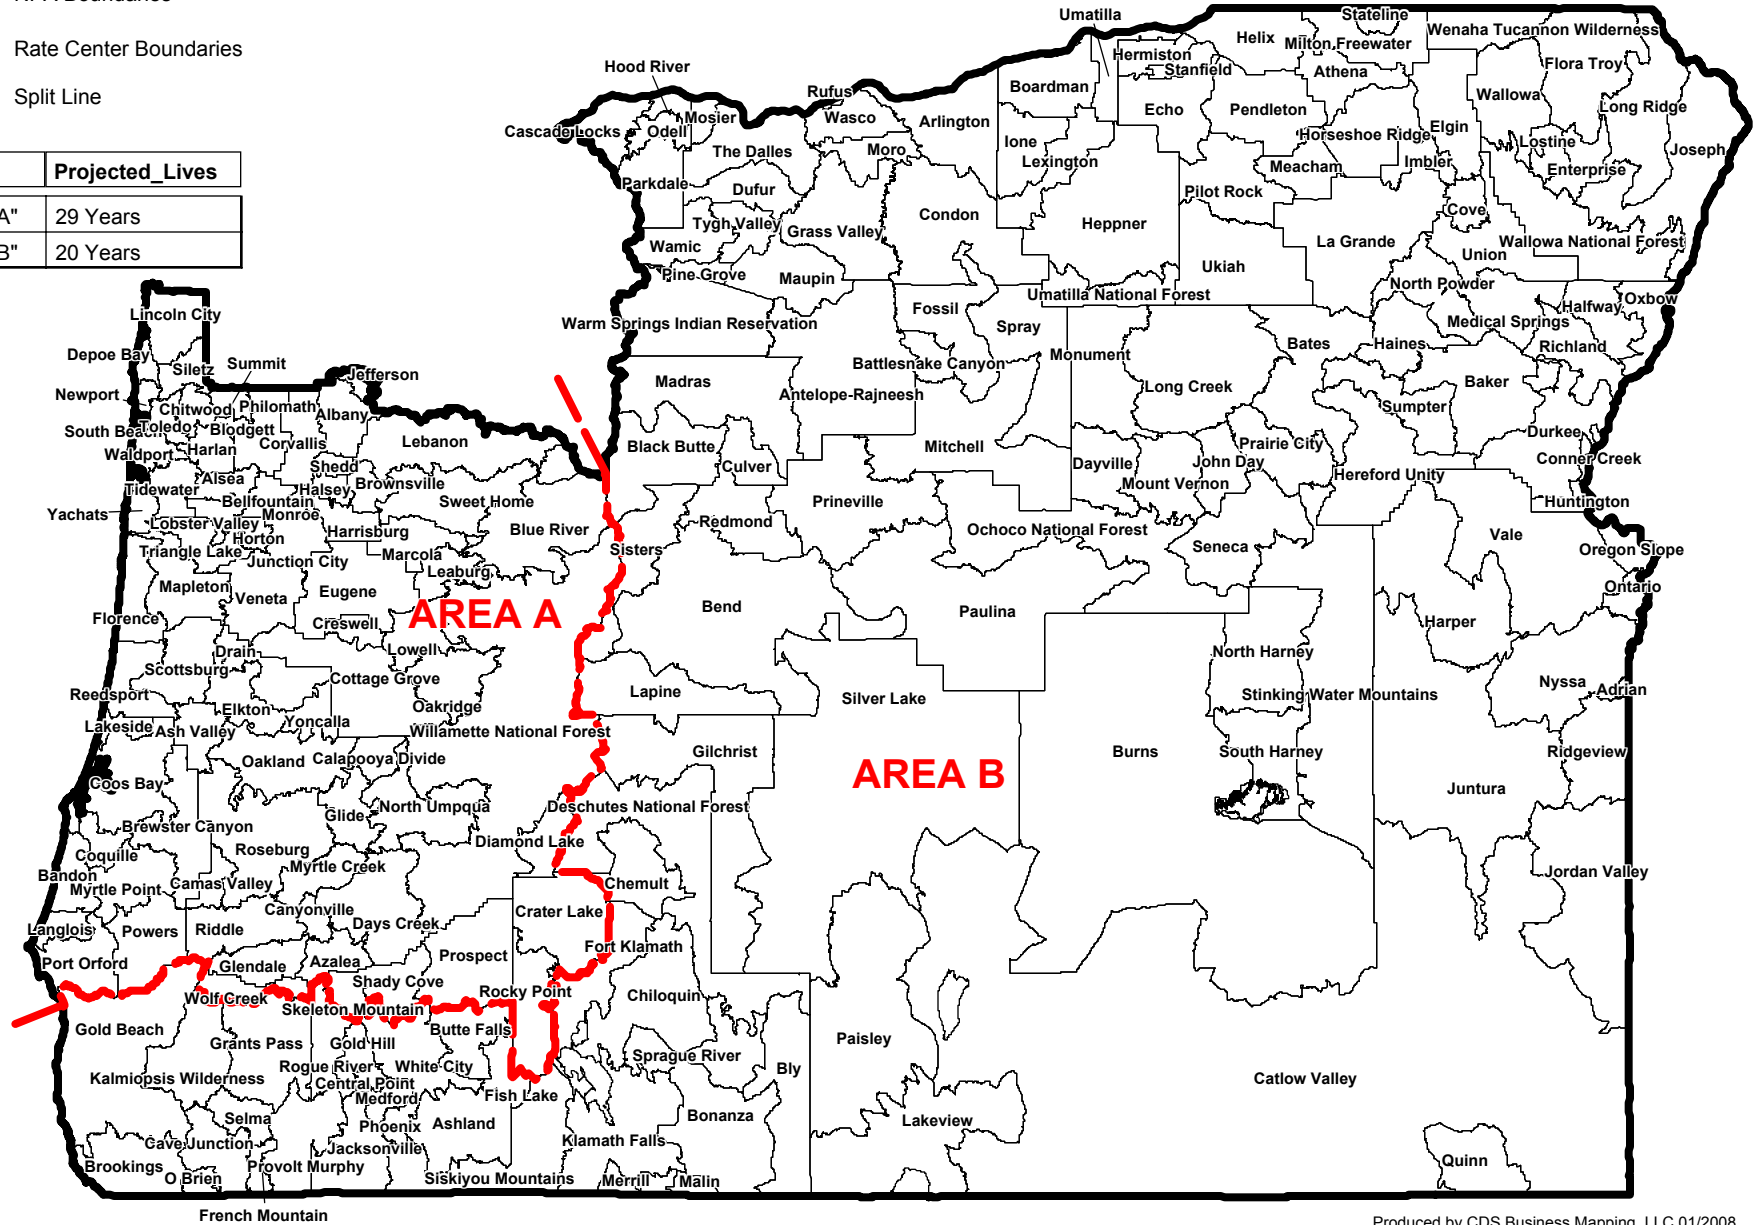 Rate Center Boundaries
Split Line
Projected_Lives
A" 29 Years
B" 20 Years
Umatilla
Stateline
Wenaha Tucannon Wilderness
Helix
Milton Freewater
Hermiston
Stanfield
Athena
Flora Troy
Hood River
Boardman
Rufus
Wallowa
Long Ridge
Mosier
Wasco
Arlington
Echo
Pendleton
Cascade Locks
Odell
Horseshoe Ridge
Elgin
Ione
Lostine
The Dalles
Moro
Lexington
Meacham
Imbler
Joseph
Enterprise
Parkdale
Dufur
Pilot Rock
Condon
Cove
Tygh Valley
Grass Valley
Heppner
La Grande
Wallowa National Forest
Wamic
Union
Pine Grove
Maupin
Ukiah
North Powder
Umatilla National Forest
Fossil
Halfway
Oxbow
Lincoln City
Warm Springs Indian Reservation
Spray
Medical Springs
Depoe Bay
Monument
Bates
Haines
Richland
Siletz
Summit
Battlesnake Canyon
Jefferson
Madras
Long Creek
Baker
Newport
Antelope-Rajneesh
Chitwood
Philomath
Albany
Sumpter
South Beach
Toledo
Blodgett
Corvallis
Lebanon
Black Butte
Mitchell
Prairie City
Durkee
Waldport
Harlan
Culver
Dayville
John Day
Conner Creek
Shedd
Alsea
Brownsville
Mount Vernon
Hereford Unity
Tidewater
Halsey
Sweet Home
Prineville
Huntington
Bellfountain
Yachats
Monroe
Lobster Valley
Harrisburg
Blue River
Redmond
Ochoco National Forest
Vale
Horton
Triangle Lake
Junction City
Marcola
Sisters
Seneca
Oregon Slope
Leaburg
Mapleton
Veneta
Eugene
Ontario
Bend
Paulina
AREA A
Florence
Creswell
Harper
Drain
Lowell
North Harney
Scottsburg
Cottage Grove
Nyssa
Adrian
Reedsport
Lapine
Silver Lake
Stinking Water Mountains
Elkton
Oakridge
Lakeside
Ash Valley
Yoncalla
Willamette National Forest
Oakland
Calapooya Divide
Gilchrist
Burns
South Harney
Ridgeview
AREA B
Coos Bay
Juntura
North Umpqua
Deschutes National Forest
Glide
Brewster Canyon
Diamond Lake
Coquille
Roseburg
Myrtle Creek
Bandon
Myrtle Point
Camas Valley
Chemult
Jordan Valley
Canyonville
Crater Lake
Days Creek
Langlois
Powers
Riddle
Fort Klamath
Port Orford
Glendale
Azalea
Prospect
Shady Cove
Rocky Point
Wolf Creek
Chiloquin
Skeleton Mountain
Gold Beach
Butte Falls
Grants Pass
Gold Hill
Paisley
Sprague River
Rogue River
White City
Bly
Kalmiopsis Wilderness
Central Point
Catlow Valley
Medford
Fish Lake
Selma
Phoenix
Ashland
Bonanza
Lakeview
Cave Junction
Jacksonville
Klamath Falls
Brookings
Provolt
Murphy
Quinn
O Brien
Siskiyou Mountains
Merrill
Malin
French Mountain